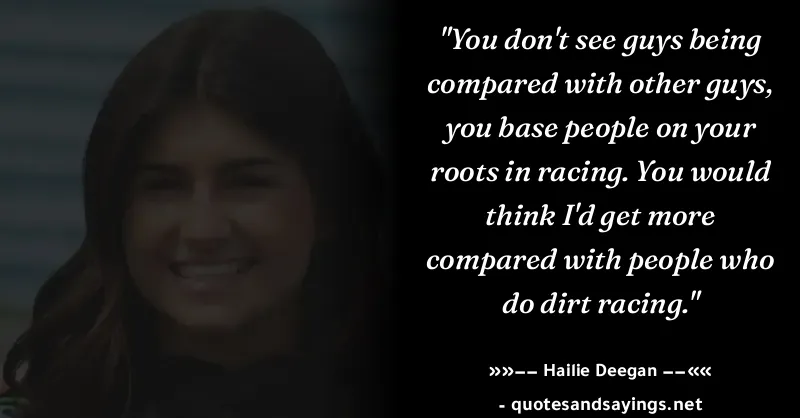 "You don't see guys being
compared with other guys,
you base people on your
roots in racing. You would
think I'd get more
compared with people who
do dirt racing."
»»–– Hailie Deegan ––««
- quotesandsayings.net